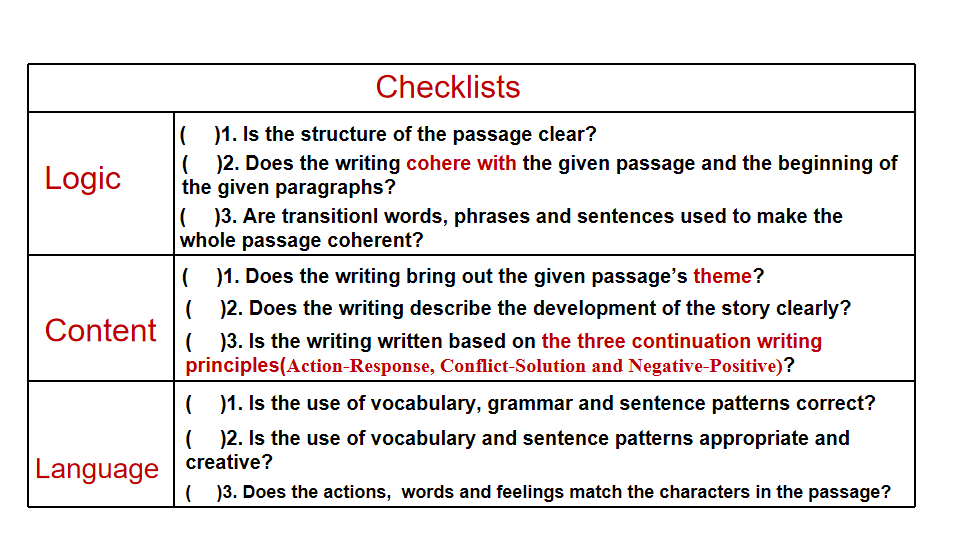 Checklists
Logic
(    )1. Is the structure of the passage clear?
(    )2. Does the writing cohere with the given passage and the beginning of
the given paragraphs?
(    )3. Are transitionl words, phrases and sentences used to make the
whole passage coherent?
Content
(    )1. Does the writing bring out the given passage’s theme?
(    )2. Does the writing describe the development of the story clearly?
(    )3. Is the writing written based on the three continuation writing
principles(Action-Response, Conflict-Solution and Negative-Positive)?
Language
(    )1. Is the use of vocabulary, grammar and sentence patterns correct?
(    )2. Is the use of vocabulary and sentence patterns appropriate and
creative?
(    )3. Does the actions,  words and feelings match the characters in the passage?